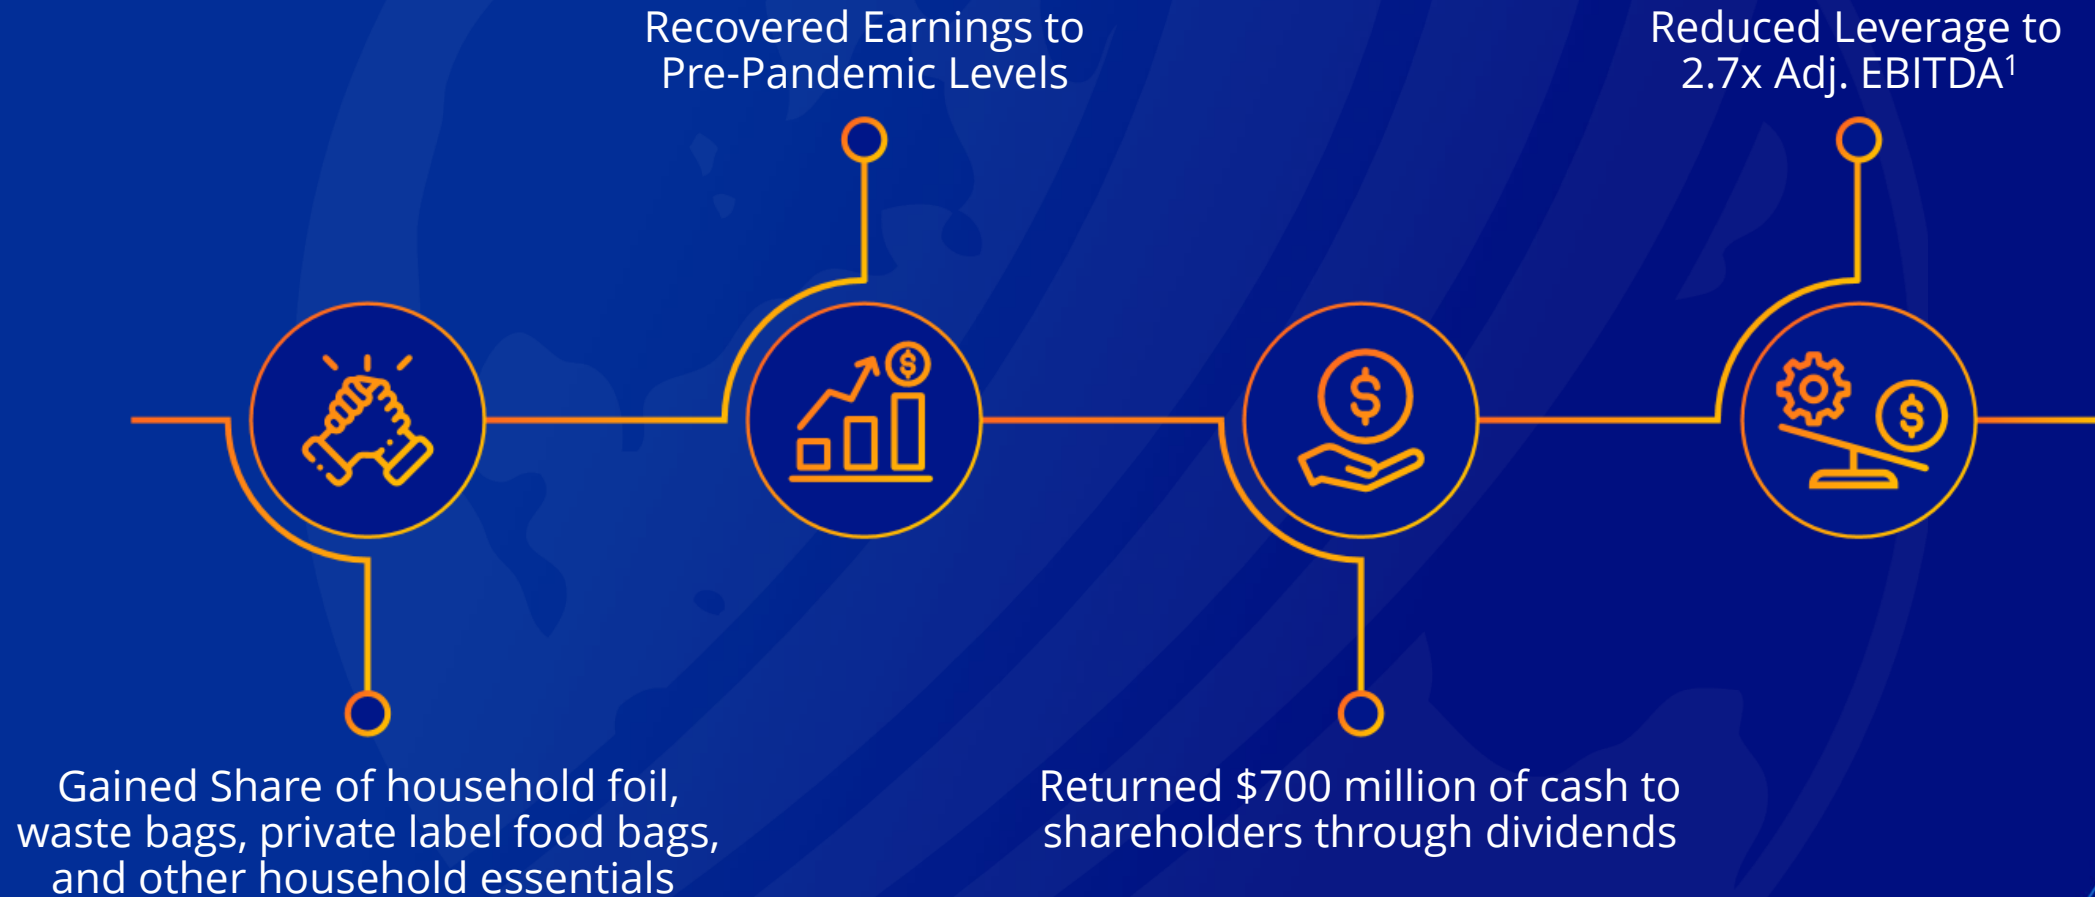 Recovered Earnings to
Pre-Pandemic Levels
Reduced Leverage to
2.7x Adj. EBITDA¹
$
$
$
Gained Share of household foil,
waste bags, private label food bags,
and other household essentials
Returned $700 million of cash to
shareholders through dividends